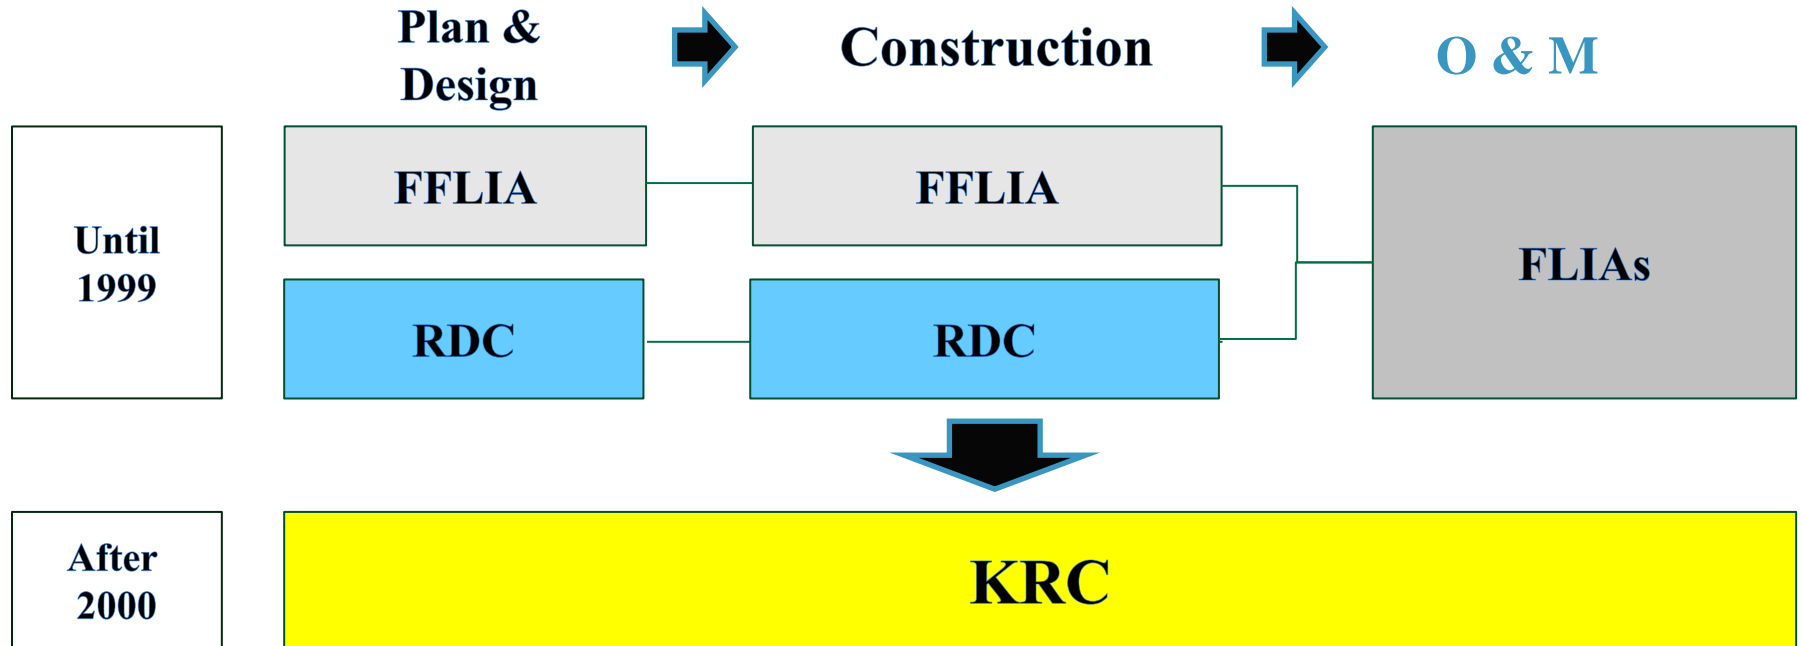 Plan &
Design
Construction
O & M
Until
1999
FFLIA
FFLIA
FLIAs
RDC
RDC
After
2000
KRC